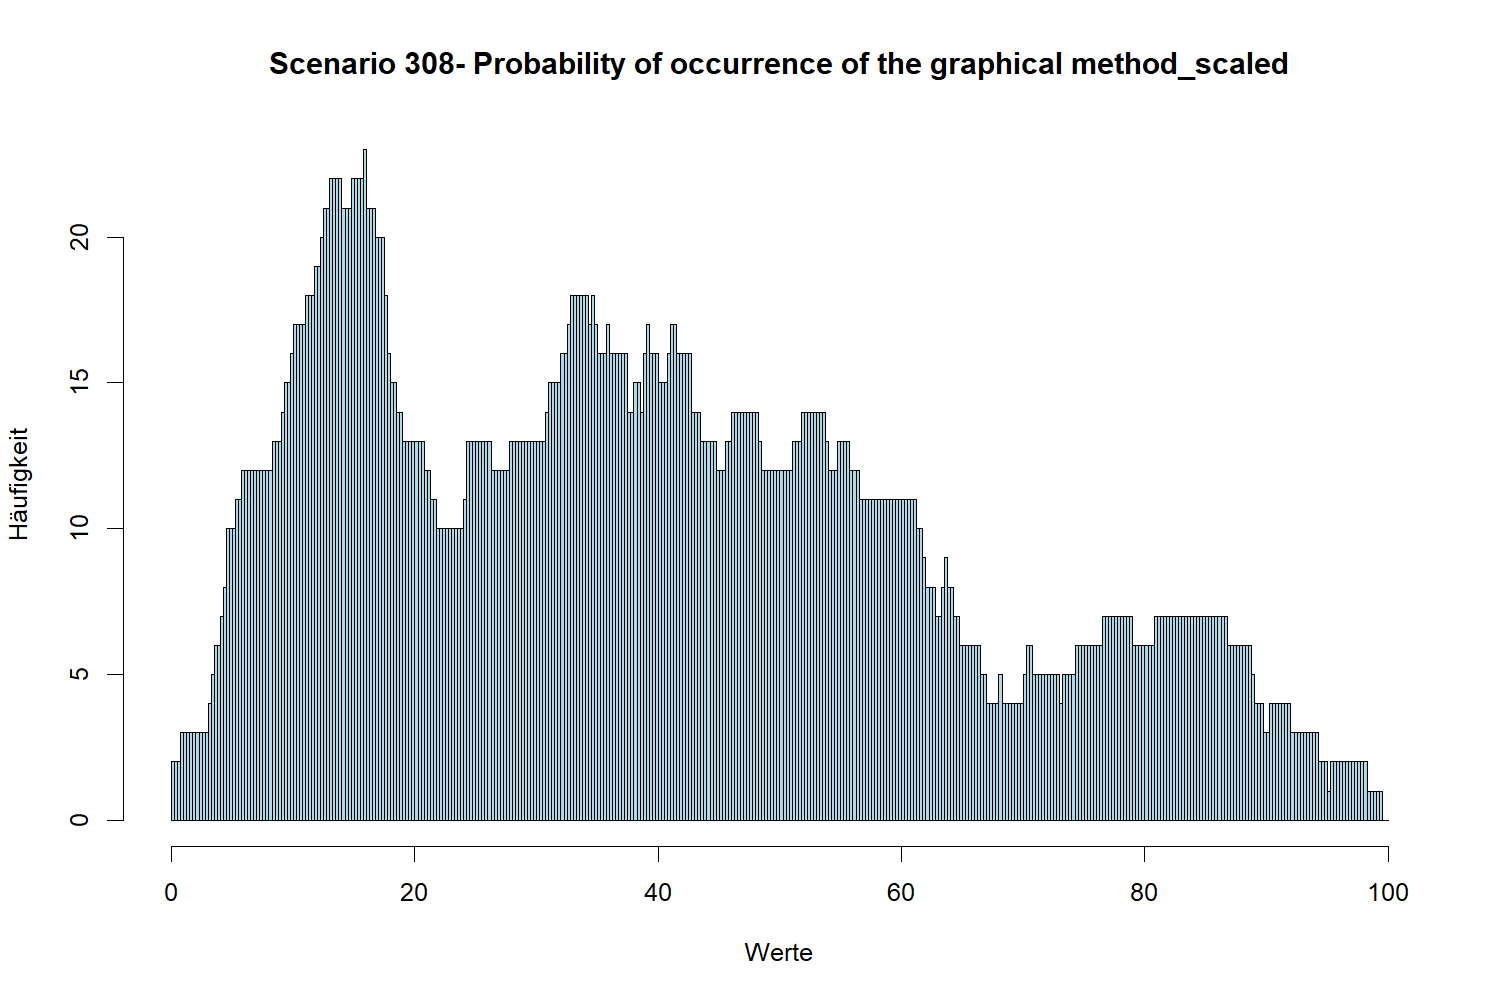 Scenario 308- Probability of occurrence of the graphical method_scaled
Häufigkeit
20
15
10
5
0
0 20 40 60 80 100
Werte